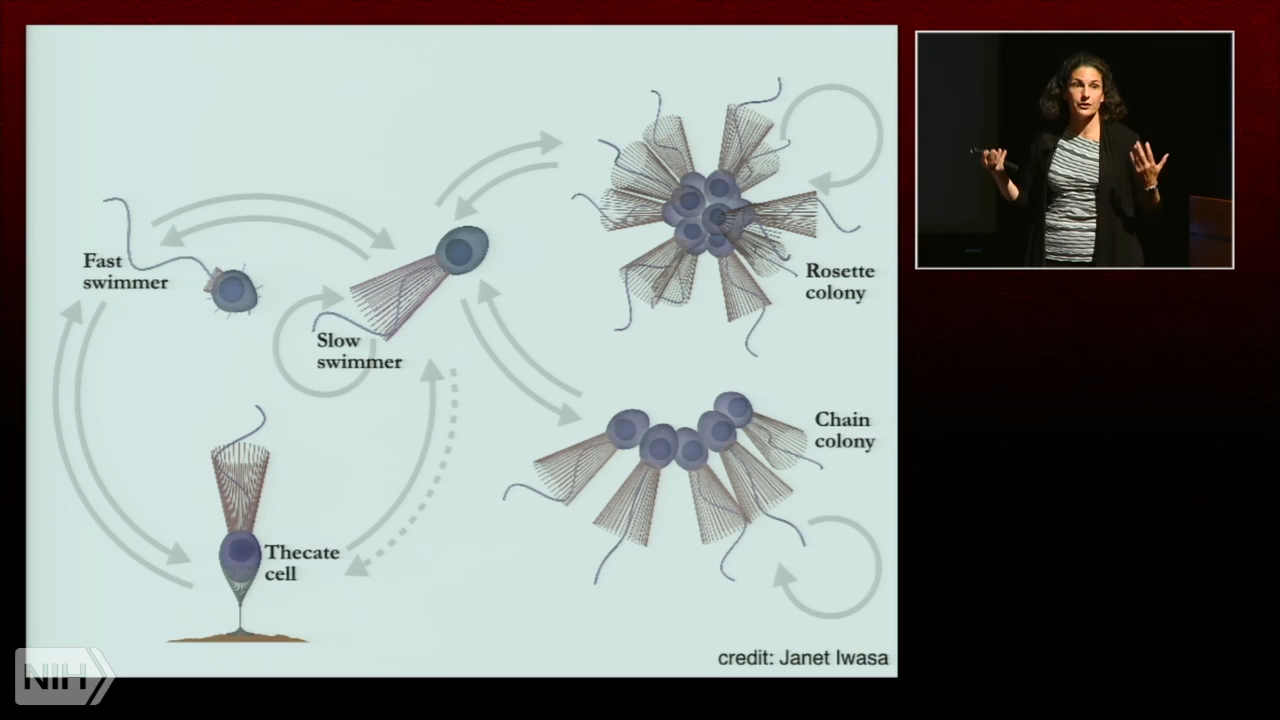 Fast
swimmer
Slow
swimmer
Rosette
colony
Chain
colony
Thecate
cell
credit: Janet Iwasa
NIH